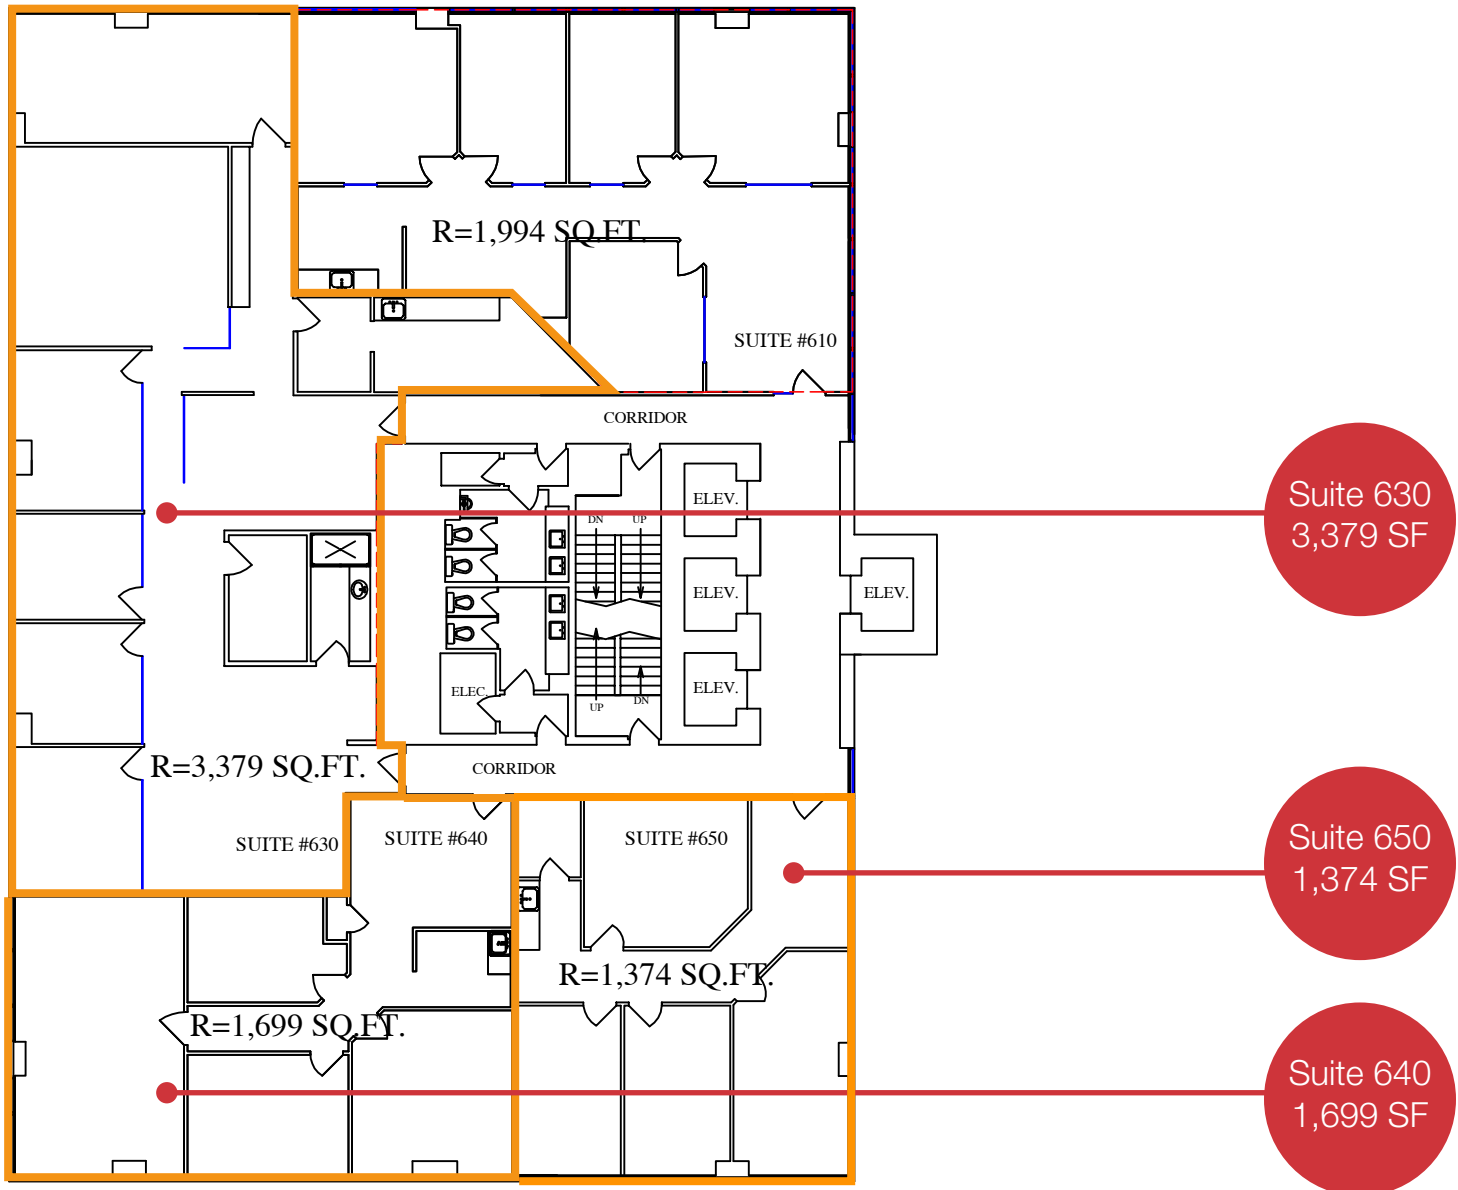 R=1,994 SQ.FT.
SUITE #610
CORRIDOR
ELEV.
DN
UP
ELEV.
ELEV.
ELEC.
ELEV.
UP
DN
R=3,379 SQ.FT.
CORRIDOR
SUITE #630
SUITE #640
SUITE #650
R=1,374 SQ.FT.
R=1,699 SQ.FT.
Suite 630
3,379 SF
Suite 650
1,374 SF
Suite 640
1,699 SF